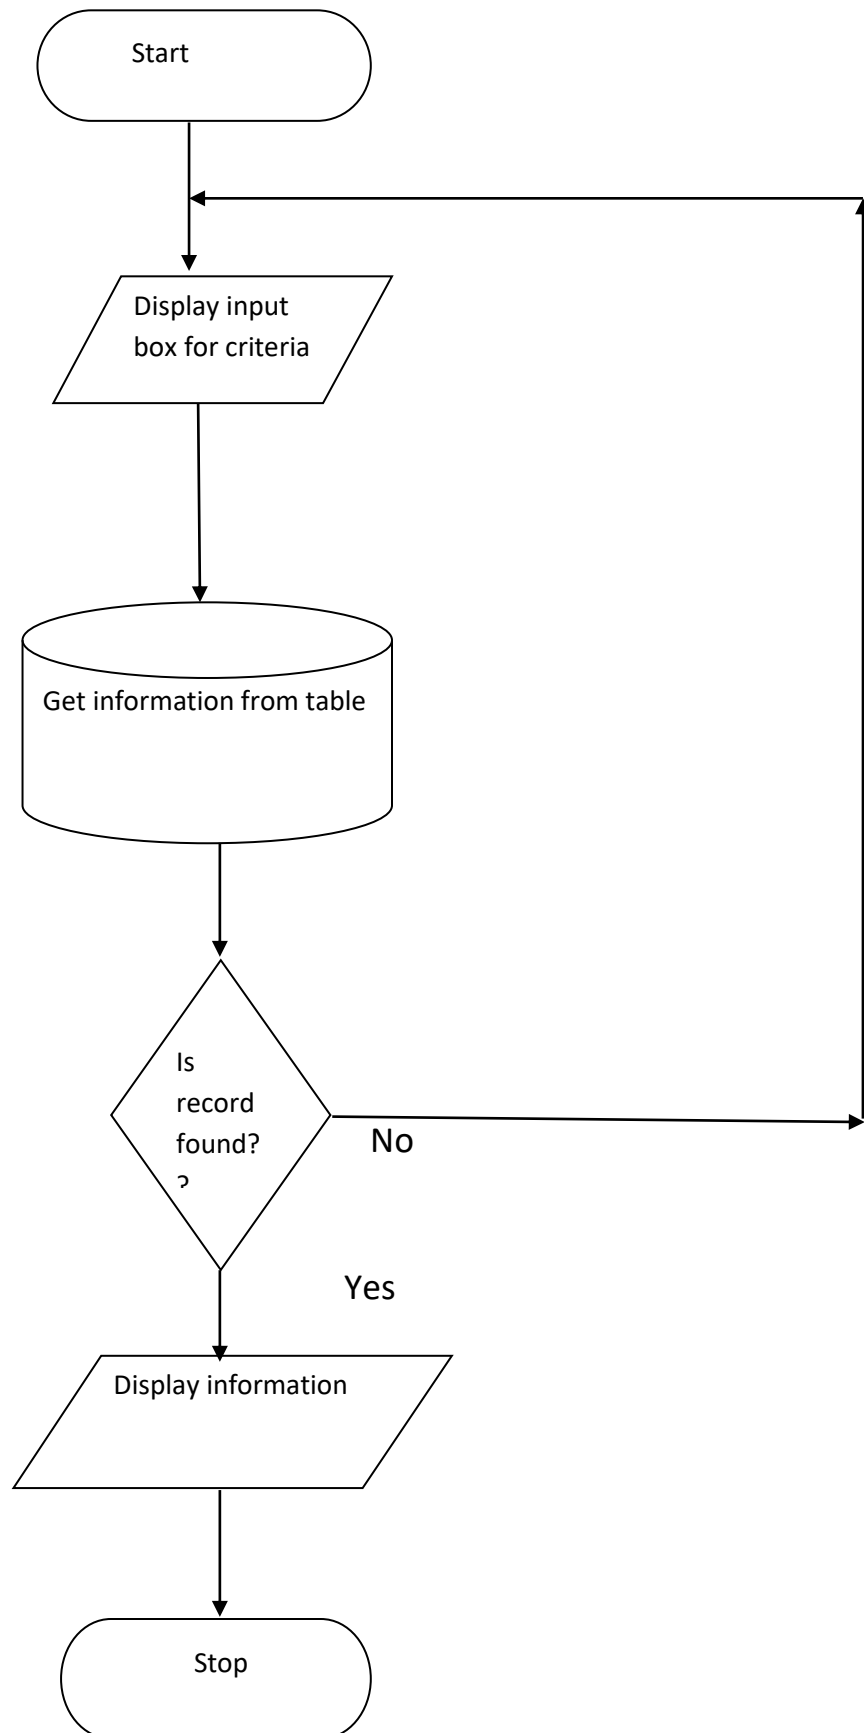 Start
Display input
box for criteria
Get information from table
Is
record
found?
?
No
Yes
Display information
Stop